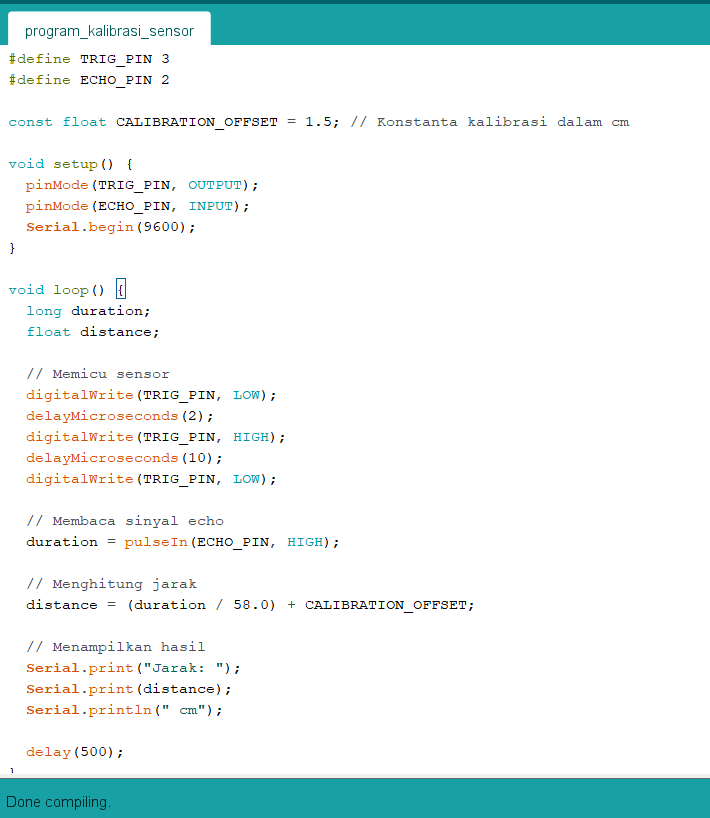 program_kalibrasi_sensor
#define TRIG_PIN 3
#define ECHO_PIN 2
const float CALIBRATION_OFFSET = 1.5; // Konstanta kalibrasi dalam cm
void setup() {
pinMode(TRIG_PIN, OUTPUT);
pinMode(ECHO_PIN, INPUT);
Serial.begin(9600);
}
void loop() {
long duration;
float distance;
// Memicu sensor
digitalWrite(TRIG_PIN, LOW);
delayMicroseconds(2);
digitalWrite(TRIG_PIN, HIGH);
delayMicroseconds(10);
digitalWrite(TRIG_PIN, LOW);
// Membaca sinyal echo
duration = pulseIn(ECHO_PIN, HIGH);
// Menghitung jarak
distance = (duration / 58.0) + CALIBRATION_OFFSET;
// Menampilkan hasil
Serial.print("Jarak: ");
Serial.print(distance);
Serial.println(" cm");
delay(500);
}
Done compiling.